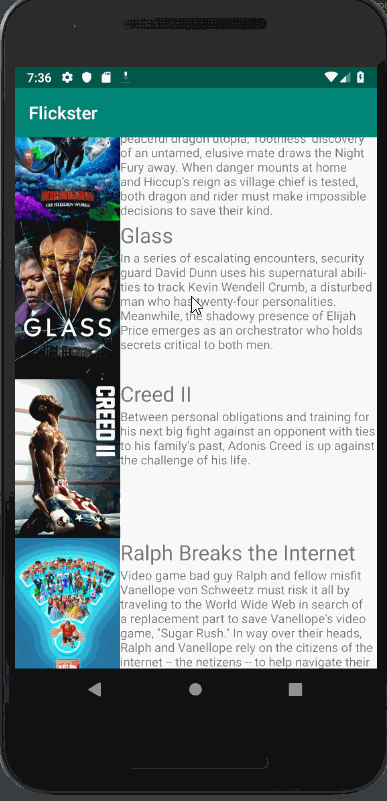 7:36
Flickster
peaceful dragon utopia, Toothless' discovery
of an untamed, elusive mate draws the Night
Fury away. When danger mounts at home
and Hiccup's reign as village chief is tested,
both dragon and rider must make impossible
decisions to save their kind.
DRAGON
THE HIDDEN WORLD
Glass
In a series of escalating encounters, security
guard David Dunn uses his supernatural abili-
ties to track Kevin Wendell Crumb, a disturbed
man who has twenty-four personalities.
Meanwhile, the shadowy presence of Elijah
Price emerges as an orchestrator who holds
secrets critical to both men.
GLASS
Creed II
Between personal obligations and training for
his next big fight against an opponent with ties
to his family's past, Adonis Creed is up against
the challenge of his life.
CREED II
Ralph Breaks the Internet
Video game bad guy Ralph and fellow misfit
Vanellope von Schweetz must risk it all by
traveling to the World Wide Web in search of
a replacement part to save Vanellope's video
game, "Sugar Rush." In way over their heads,
Ralph and Vanellope rely on the citizens of the
internet -- the netizens -- to help navigate their